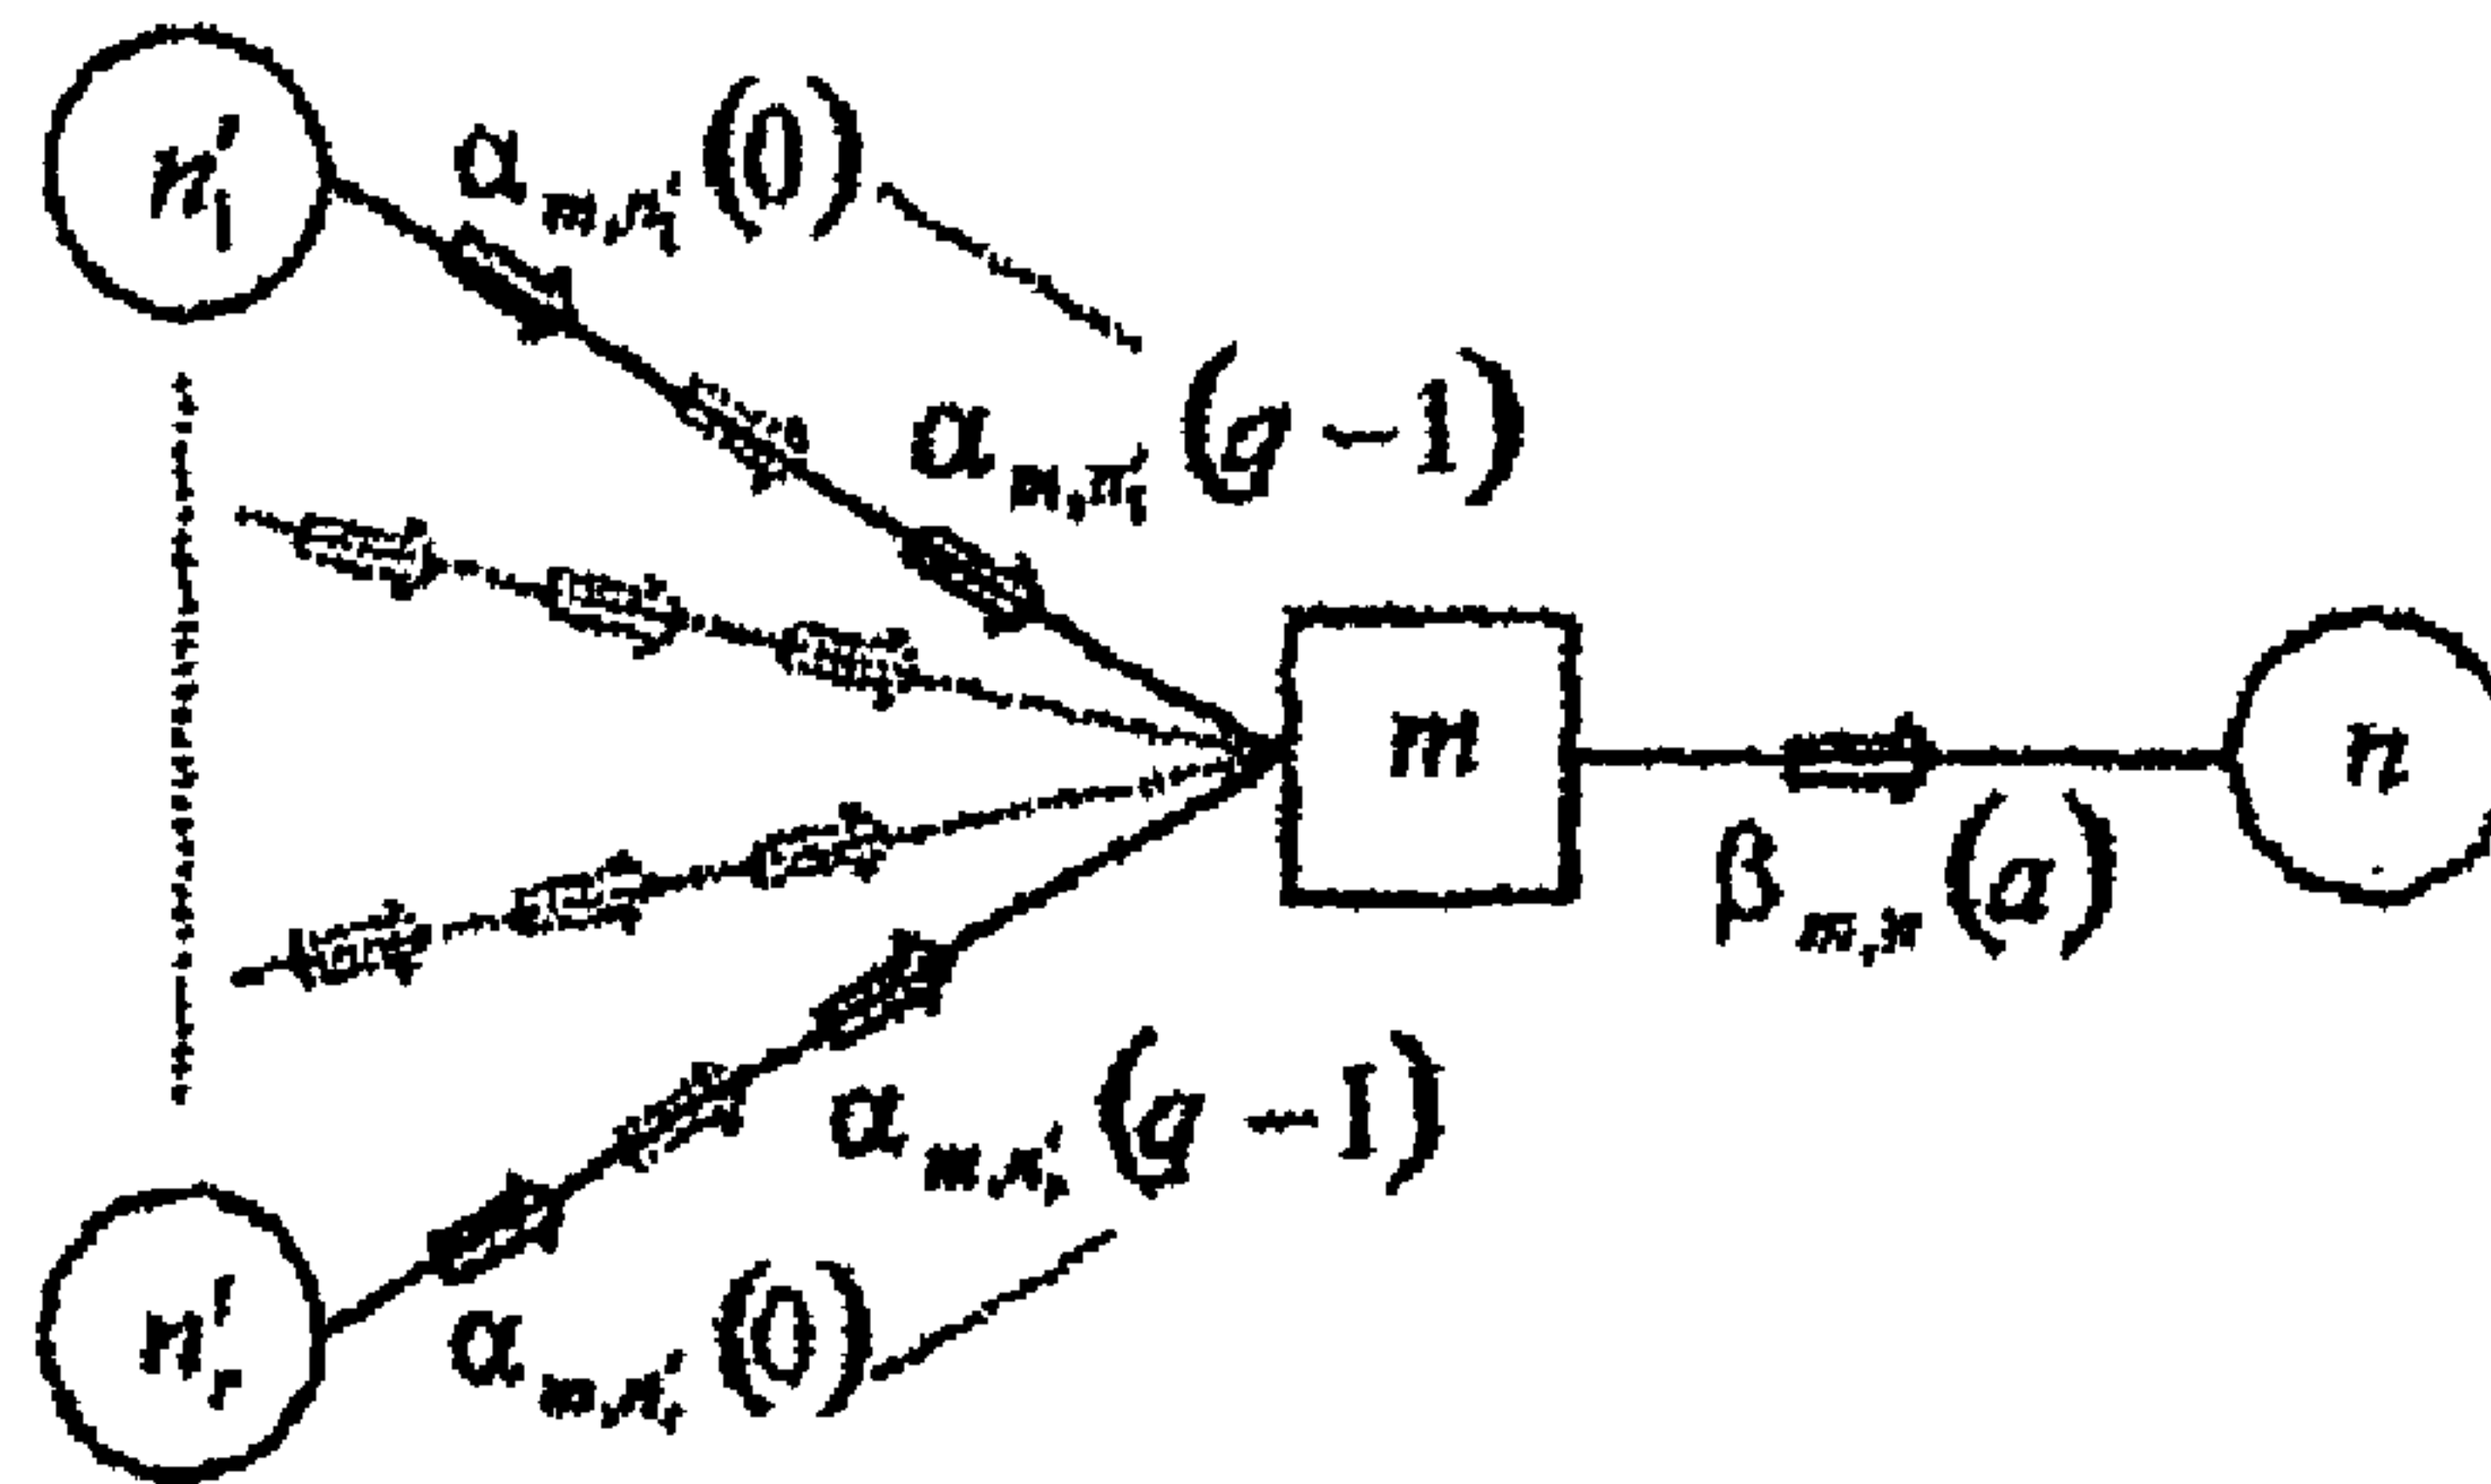 n′₁
α m,n′₁ (0)
α m,n′₁ (q−1)
m
n
β m,n (a)
α m,n′ᵣ (q−1)
n′ᵣ
α m,n′ᵣ (0)